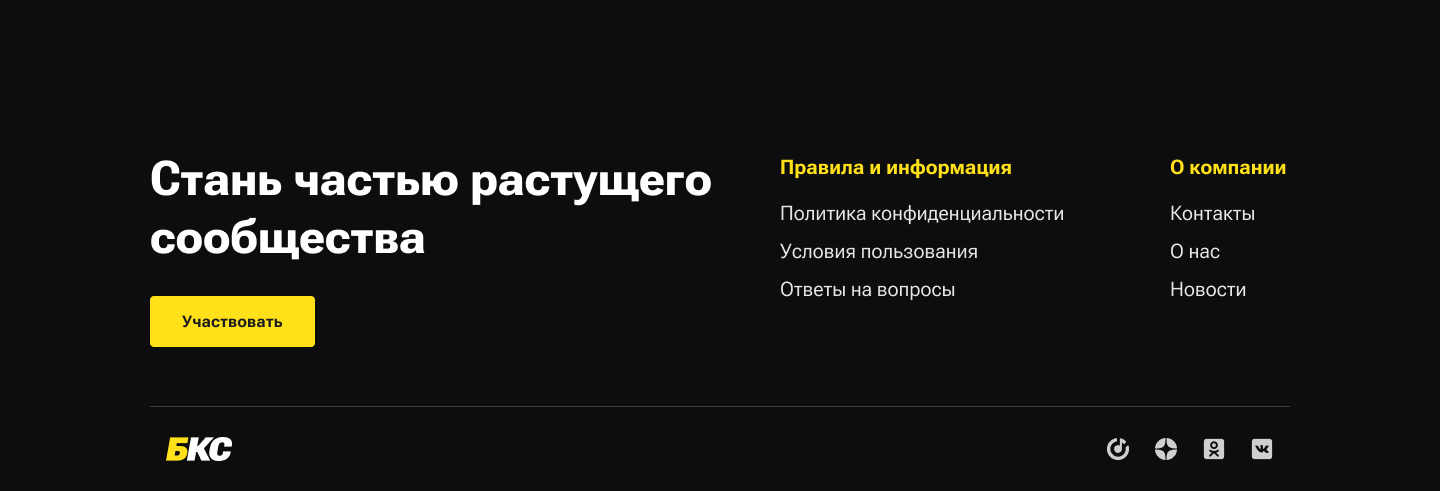 Стань частью растущего
сообщества
Участвовать
Правила и информация
Политика конфиденциальности
Условия пользования
Ответы на вопросы
О компании
Контакты
О нас
Новости
БКС